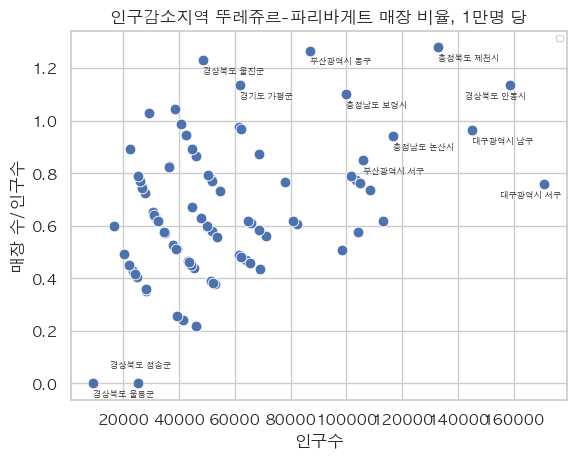 인구감소지역 뚜레쥬르-파리바게트 매장 비율, 1만명 당
매장 수/인구수
1.2
1.0
0.8
0.6
0.4
0.2
0.0
경상북도 울진군
부산광역시 동구
충청북도 제천시
경기도 가평군
충청남도 보령시
경상북도 안동시
충청남도 논산시
대구광역시 남구
부산광역시 서구
대구광역시 서구
경상북도 청송군
경상북도 울릉군
20000 40000 60000 80000 100000 120000 140000 160000
인구수